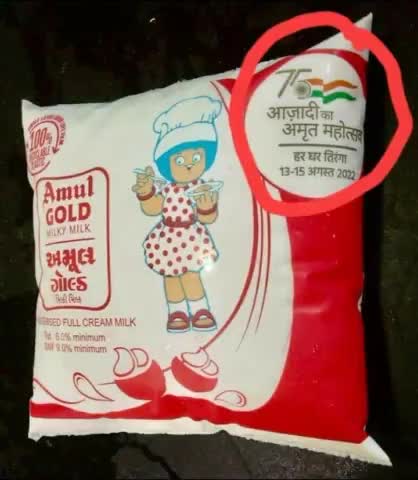 75
आज़ादी का
अमृत महोत्सव
हर घर तिरंगा
13-15 अगस्त 2022
100%
Amul
GOLD
MILKY MILK
અમૂલ
ગોલ્ડ
FULL CREAM MILK
6.0% minimum
9.0% minimum